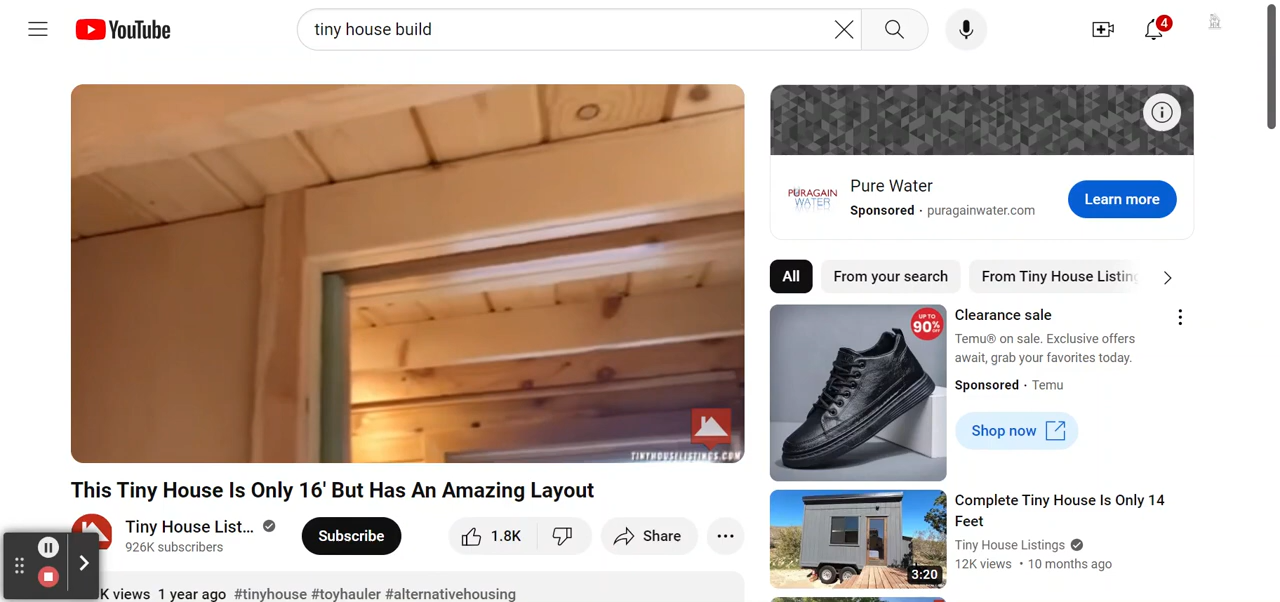 YouTube
tiny house build
4
TINYHOUSELISTINGS.COM
This Tiny House Is Only 16' But Has An Amazing Layout
Tiny House List...
926K subscribers
Subscribe
1.8K
Share
K views 1 year ago #tinyhouse #toyhauler #alternativehousing
PURAGAIN
WATER
Pure Water
Sponsored · puragainwater.com
Learn more
All
From your search
From Tiny House Listing
UP TO
90%
OFF
Clearance sale
Temu® on sale. Exclusive offers
await, grab your favorites today.
Sponsored · Temu
Shop now
3:20
Complete Tiny House Is Only 14
Feet
Tiny House Listings
12K views • 10 months ago